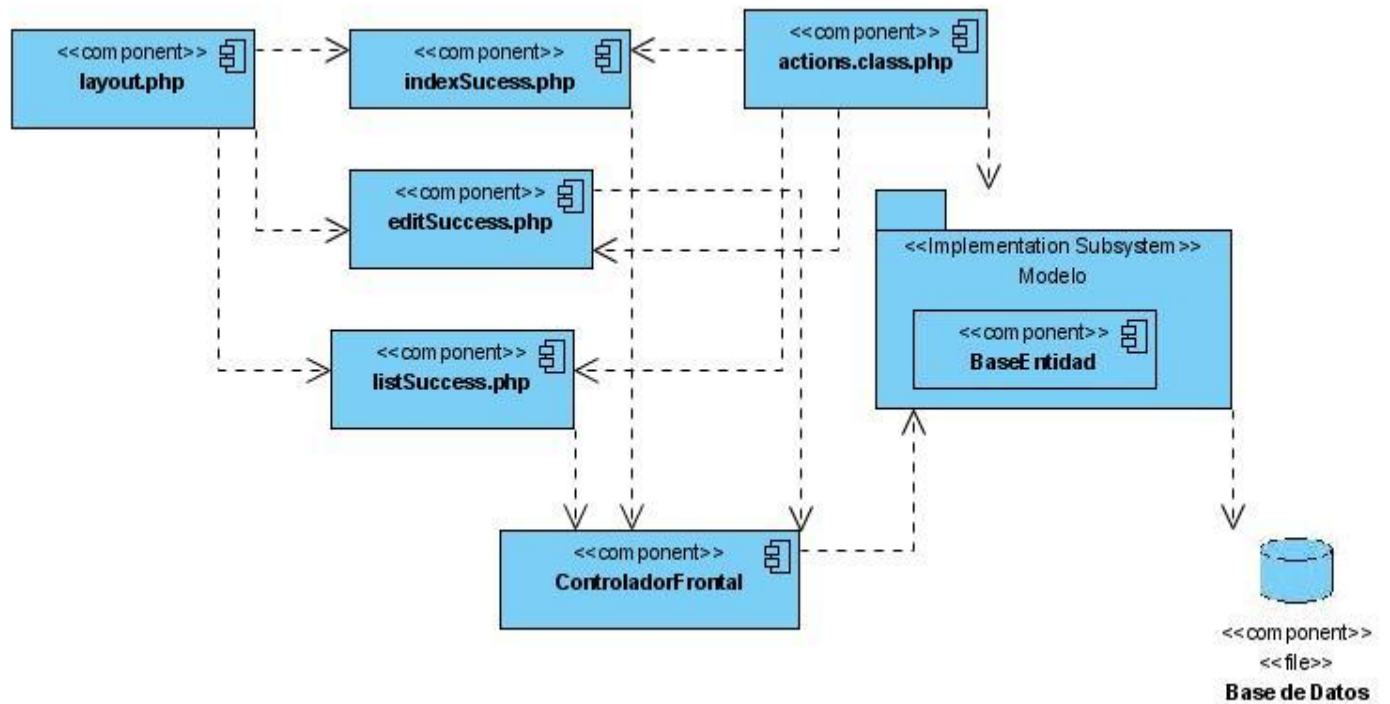 <<component>>
layout.php
<<component>>
indexSucess.php
<<component>>
actions.class.php
<<component>>
editSuccess.php
<<Implementation Subsystem>>
Modelo
<<component>>
BaseEntidad
<<component>>
listSuccess.php
<<component>>
ControladorFrontal
<<component>>
<<file>>
Base de Datos